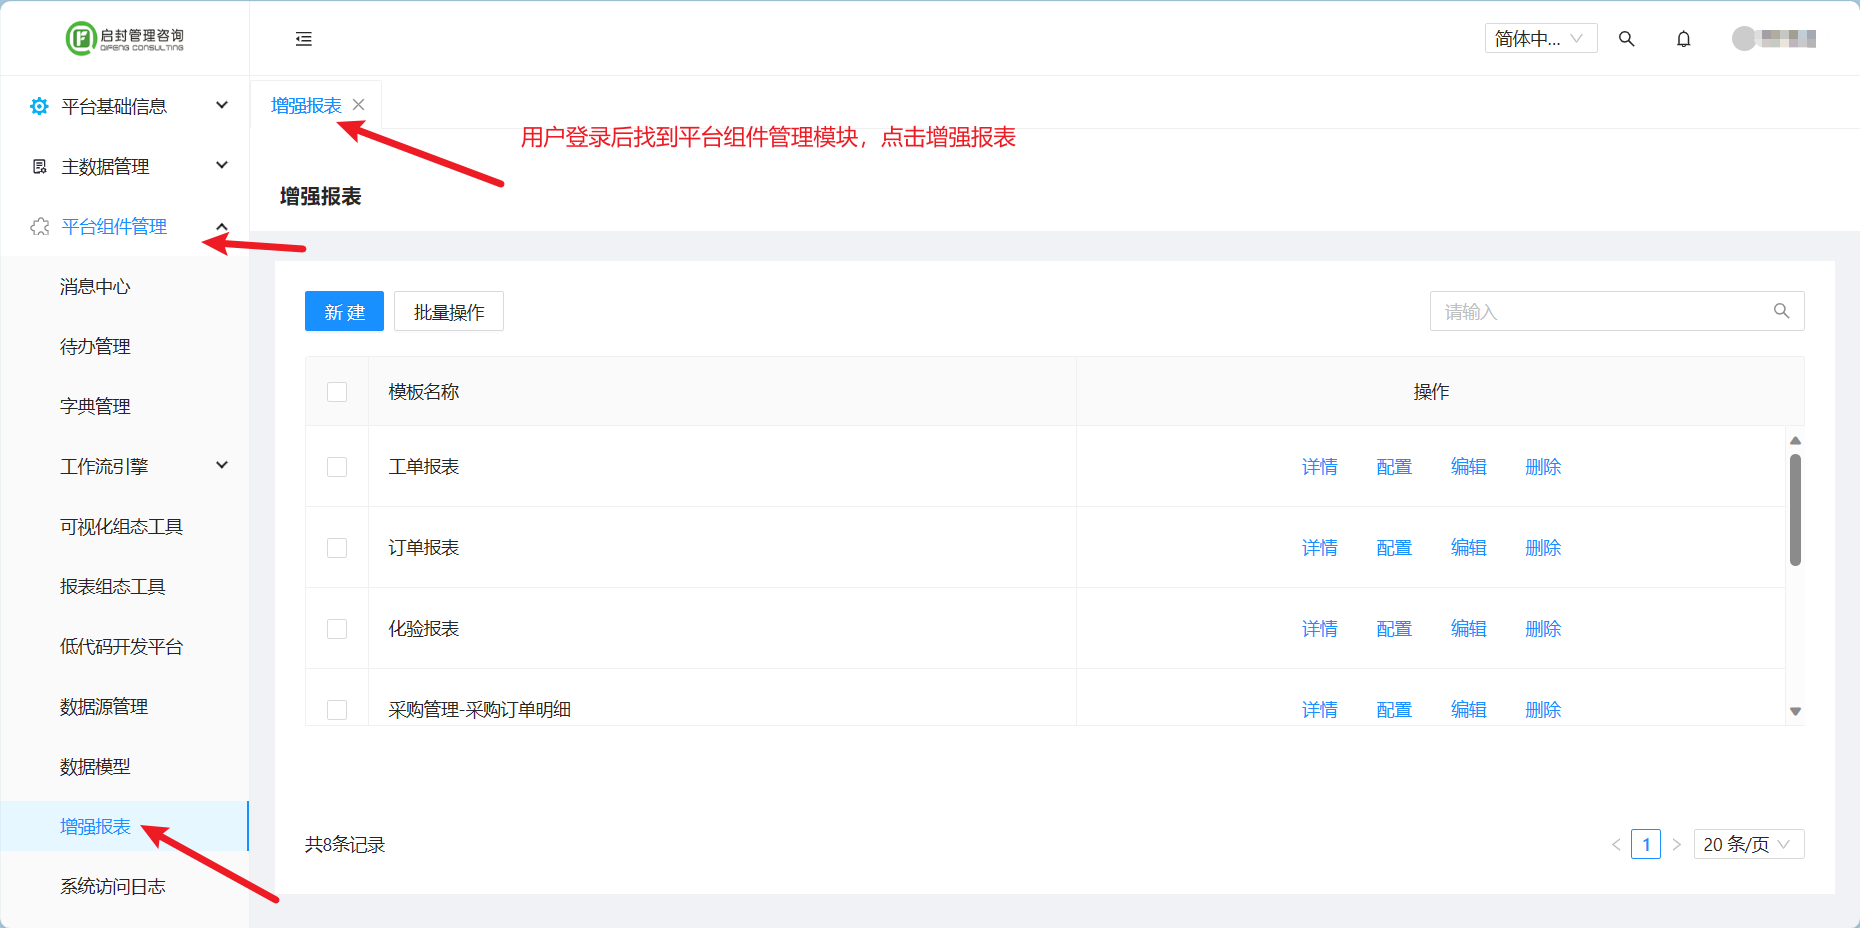 启封管理咨询
QIFENG CONSULTING
简体中...
平台基础信息
主数据管理
平台组件管理
消息中心
待办管理
字典管理
工作流引擎
可视化组态工具
报表组态工具
低代码开发平台
数据源管理
数据模型
增强报表
系统访问日志
增强报表
用户登录后找到平台组件管理模块，点击增强报表
增强报表
新 建 批量操作 请输入
模板名称 操作
工单报表 详情 配置 编辑 删除
订单报表 详情 配置 编辑 删除
化验报表 详情 配置 编辑 删除
采购管理-采购订单明细 详情 配置 编辑 删除
共8条记录 1 20 条/页